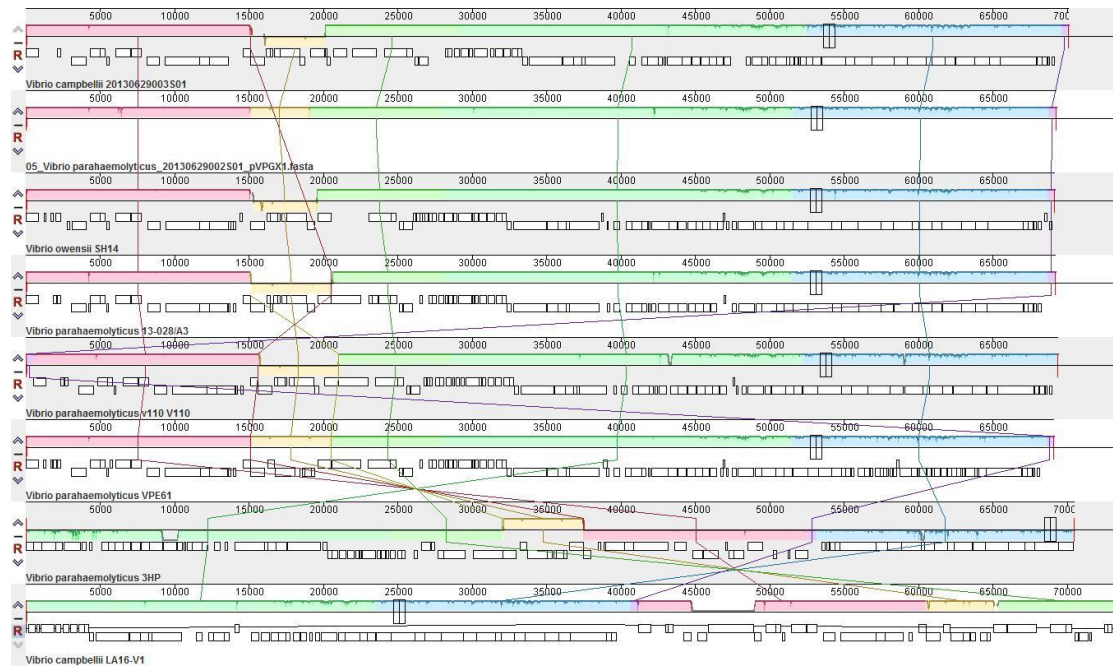 5000 10000 15000 20000 25000 30000 35000 40000 45000 50000 55000 60000 65000 7000
R
Vibrio campbellii 20130629003S01
5000 10000 15000 20000 25000 30000 35000 40000 45000 50000 55000 60000 65000
R
05_Vibrio parahaemolyticus_20130629002S01_pVPGX1.fasta
5000 10000 15000 20000 25000 30000 35000 40000 45000 50000 55000 60000 65000
R
Vibrio owensii SH14
5000 10000 15000 20000 25000 30000 35000 40000 45000 50000 55000 60000 65000
R
Vibrio parahaemolyticus 13-028/A3
5000 10000 15000 20000 25000 30000 35000 40000 45000 50000 55000 60000 65000
R
Vibrio parahaemolyticus v110 V110
5000 10000 15000 20000 25000 30000 35000 40000 45000 50000 55000 60000 65000
R
Vibrio parahaemolyticus VPE61
5000 10000 15000 20000 25000 30000 35000 40000 45000 50000 55000 60000 65000 7000
R
Vibrio parahaemolyticus 3HP
5000 10000 15000 20000 25000 30000 35000 40000 45000 50000 55000 60000 65000 70000
R
Vibrio campbellii LA16-V1